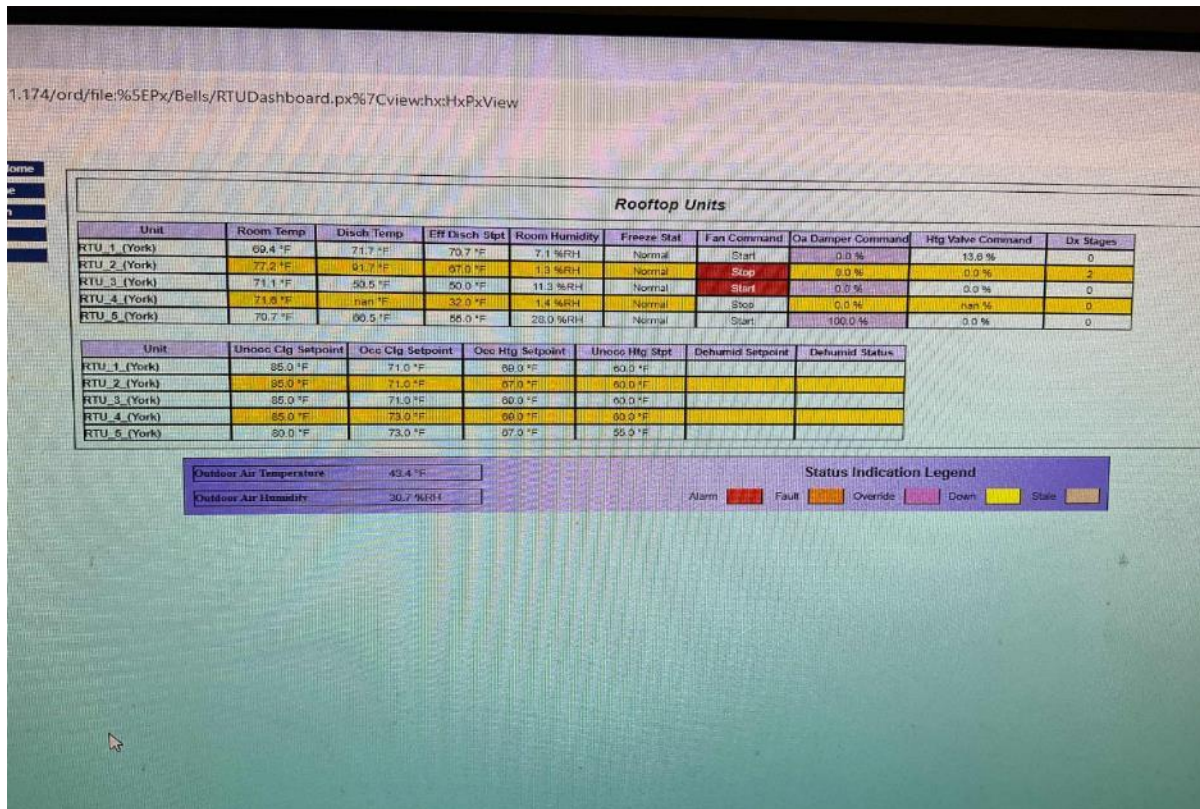 1.174/ord/file:%5EPx/Bells/RTUDashboard.px%7Cview:hx:HxPxView
Rooftop Units
Unit Room Temp Disch Temp Eff Disch Stpt Room Humidity Freeze Stat Fan Command Oa Damper Command Htg Valve Command Dx Stages
RTU_1_(York) 69.4 °F 71.7 °F 70.7 °F 7.1 %RH Normal Start 0.0 % 13.6 % 0
RTU_2_(York) 77.2 °F 91.7 °F 67.0 °F 1.3 %RH Normal Stop 0.0 % 0.0 % 2
RTU_3_(York) 71.1 °F 50.5 °F 50.0 °F 11.3 %RH Normal Start 0.0 % 0.0 % 0
RTU_4_(York) 71.6 °F nan °F 32.0 °F 1.4 %RH Normal Stop 0.0 % nan % 0
RTU_5_(York) 70.7 °F 55.0 °F 28.0 %RH Normal Start 100.0 % 0.0 % 0
Unit Unocc Clg Setpoint Occ Clg Setpoint Occ Htg Setpoint Unocc Htg Stpt Dehumid Setpoint Dehumid Status
RTU_1_(York) 85.0 °F 71.0 °F 60.0 °F
RTU_2_(York) 85.0 °F 71.0 °F 67.0 °F 60.0 °F
RTU_3_(York) 85.0 °F 71.0 °F 60.0 °F
RTU_4_(York) 85.0 °F 73.0 °F 60.0 °F
RTU_5_(York) 80.0 °F 73.0 °F 67.0 °F 55.0 °F
Outdoor Air Temperature 43.4 °F
Status Indication Legend
Outdoor Air Humidity 30.7 %RH
Alarm Fault Override Down Stale